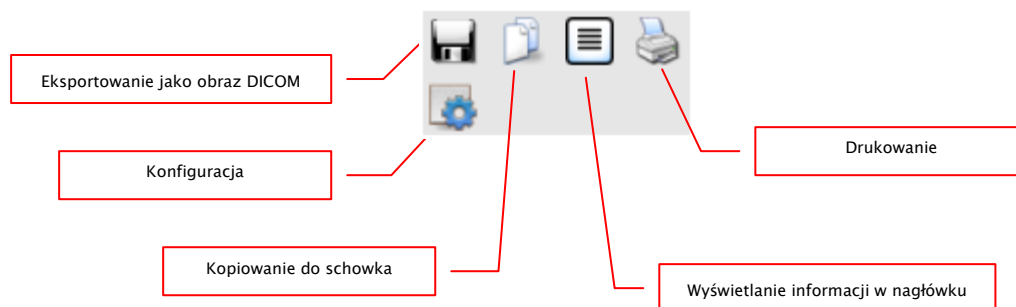 Eksportowanie jako obraz DICOM
Drukowanie
Konfiguracja
Kopiowanie do schowka
Wyświetlanie informacji w nagłówku